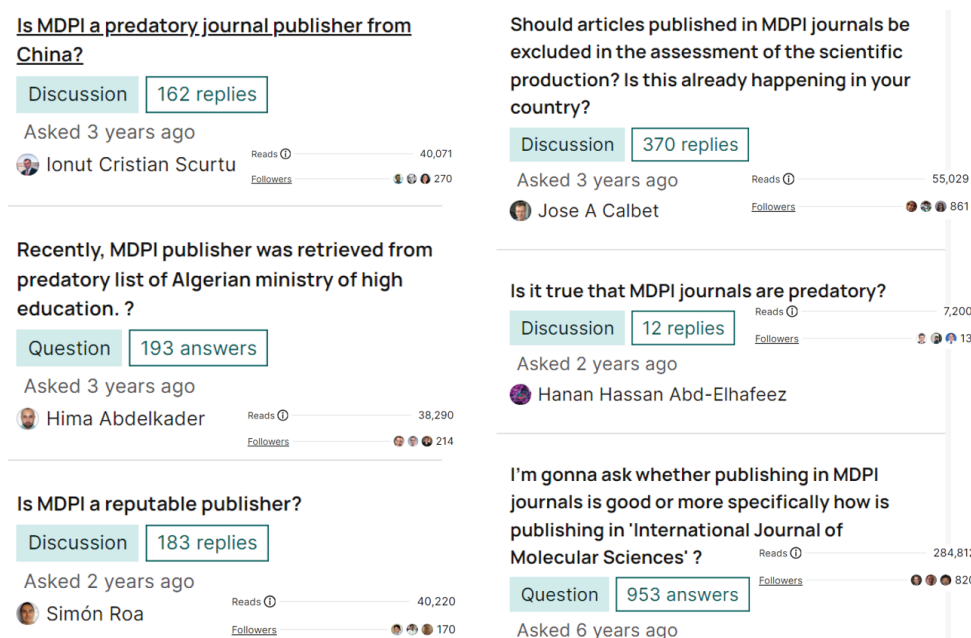 Is MDPI a predatory journal publisher from
China?
Discussion
162 replies
Asked 3 years ago
Ionut Cristian Scurtu
Reads
40,071
Followers
270
Recently, MDPI publisher was retrieved from
predatory list of Algerian ministry of high
education. ?
Question
193 answers
Asked 3 years ago
Hima Abdelkader
Reads
38,290
Followers
214
Is MDPI a reputable publisher?
Discussion
183 replies
Asked 2 years ago
Simón Roa
Reads
40,220
Followers
170
Should articles published in MDPI journals be
excluded in the assessment of the scientific
production? Is this already happening in your
country?
Discussion
370 replies
Asked 3 years ago
Jose A Calbet
Reads
55,029
Followers
861
Is it true that MDPI journals are predatory?
Discussion
12 replies
Asked 2 years ago
Hanan Hassan Abd-Elhafeez
Reads
7,200
Followers
13
I'm gonna ask whether publishing in MDPI
journals is good or more specifically how is
publishing in 'International Journal of
Molecular Sciences' ?
Question
953 answers
Asked 6 years ago
Reads
284,812
Followers
820